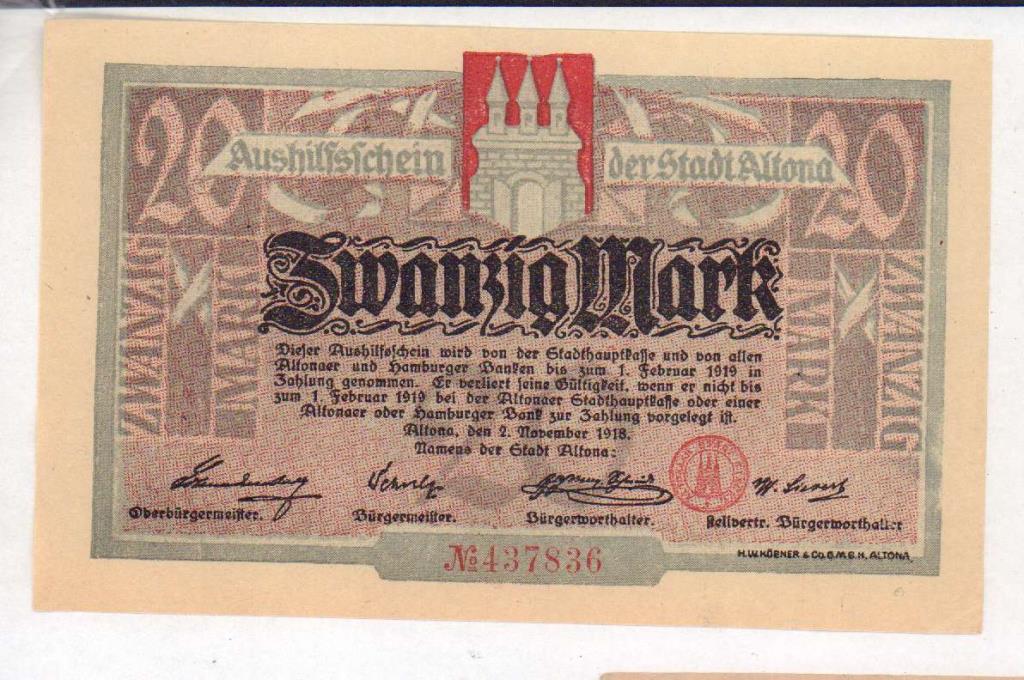 20 20
Aushilfsschein der Stadt Altona
Zwanzig Mark
ZWANZIG MARK
MARK ZWANZIG
Dieser Aushilfsschein wird von der Stadthauptkasse und von allen
Altonaer und Hamburger Banken bis zum 1. Februar 1919 in
Zahlung genommen. Er verliert seine Gültigkeit, wenn er nicht bis
zum 1. Februar 1919 bei der Altonaer Stadthauptkasse oder einer
Altonaer oder Hamburger Bank zur Zahlung vorgelegt ist.
Altona, den 2. November 1918.
Namens der Stadt Altona:
Oberbürgermeister. Bürgermeister. Bürgerworthalter. stellvertr. Bürgerworthalter
H.W.KÖBNER & CO. G.M.B.H. ALTONA.
№437836